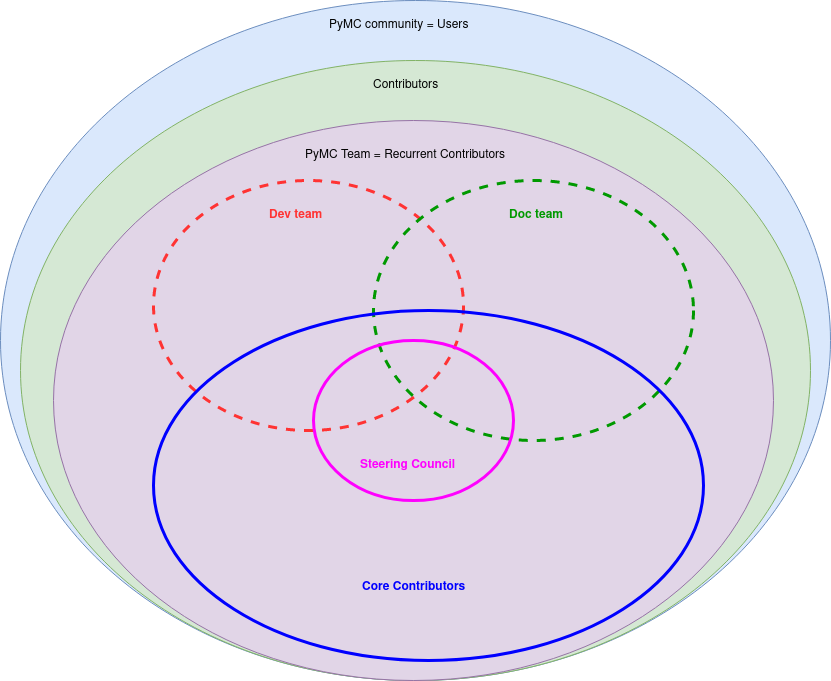 PyMC community = Users
Contributors
PyMC Team = Recurrent Contributors
Dev team
Doc team
Steering Council
Core Contributors